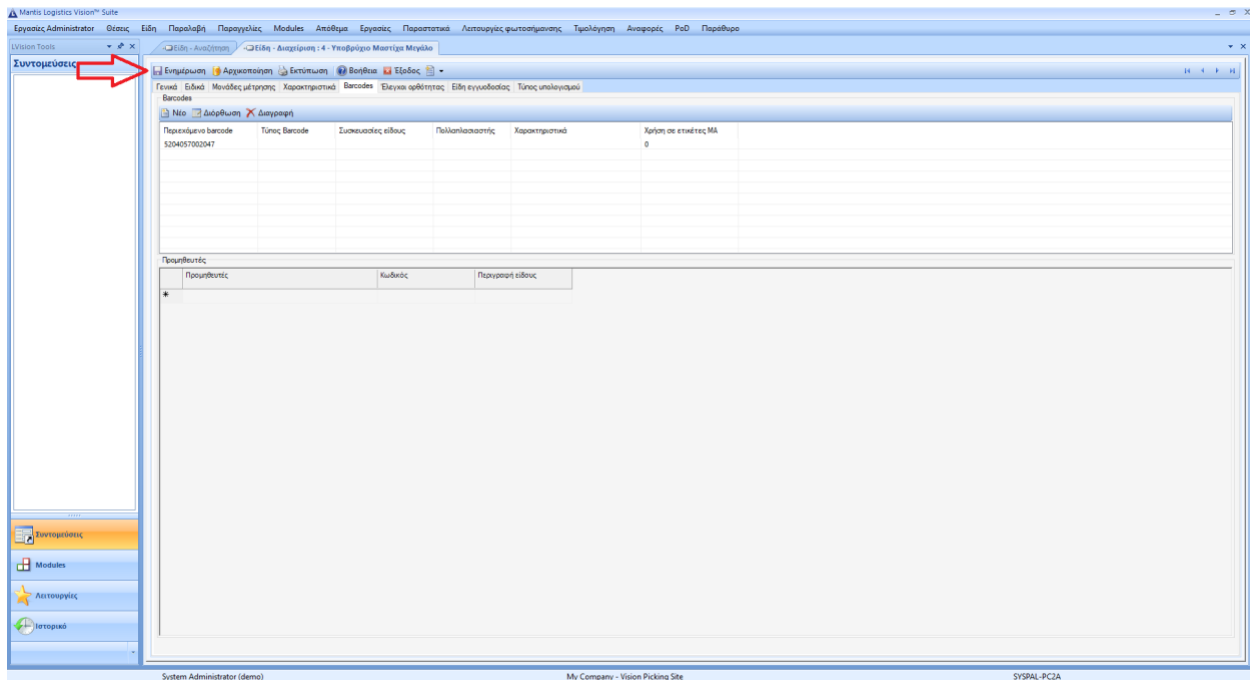 Mantis Logistics Vision™ Suite
Εργασίες Administrator Θέσεις Είδη Παραλαβή Παραγγελίες Modules Απόθεμα Εργασίες Παραστατικά Λειτουργίες φωτοσήμανσης Τιμολόγηση Αναφορές PoD Παράθυρο
LVision Tools
Είδη - Αναζήτηση Είδη - Διαχείριση : 4 - Υποβρύχιο Μαστίχα Μεγάλο
Συντομεύσεις
Ενημέρωση Αρχικοποίηση Εκτύπωση Βοήθεια Έξοδος
Γενικά Ειδικά Μονάδες μέτρησης Χαρακτηριστικά Barcodes Έλεγχοι ορθότητας Είδη εγγυοδοσίας Τύπος υπολογισμού
Barcodes
Νέο Διόρθωση Διαγραφή
Περιεχόμενο barcode Τύπος Barcode Συσκευασίες είδους Πολλαπλασιαστής Χαρακτηριστικά Χρήση σε ετικέτες ΜΑ
5204057002047 0
Προμηθευτές
Προμηθευτές Κωδικός Περιγραφή είδους
Συντομεύσεις
Modules
Λειτουργίες
Ιστορικό
System Administrator (demo) My Company - Vision Picking Site SYSPAL-PC2A